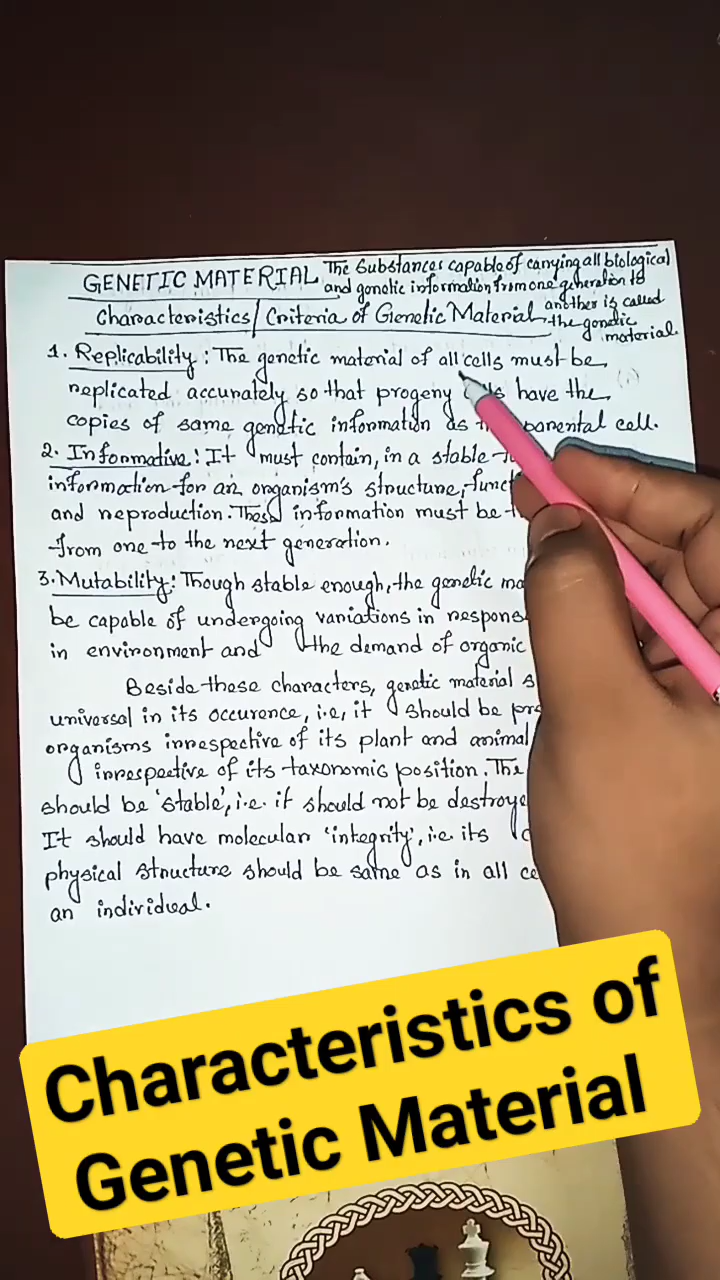 GENETIC MATERIAL The Substances capable of carrying all biological
and genetic information from one generation to
another is called
the genetic
material.
Characteristics/Criteria of Genetic Material
1. Replicability: The genetic material of all cells must be
replicated accurately so that progeny have the
copies of same genetic information as parental cell.
2. Informative: It must contain, in a stable
information for an organism's structure,
and reproduction. These information must be
from one to the next generation.
3. Mutability: Though stable enough, the genetic
be capable of undergoing variations in
in environment and the demand of organic
Beside these characters, genetic material
universal in its occurence, i.e, it should be
organisms irrespective of its plant and animal
irrespective of its taxonomic position. The
should be 'stable', i.e. it should not be
It should have molecular 'integrity', i.e its
physical structure should be same as in all
an individual.
Characteristics of
Genetic Material